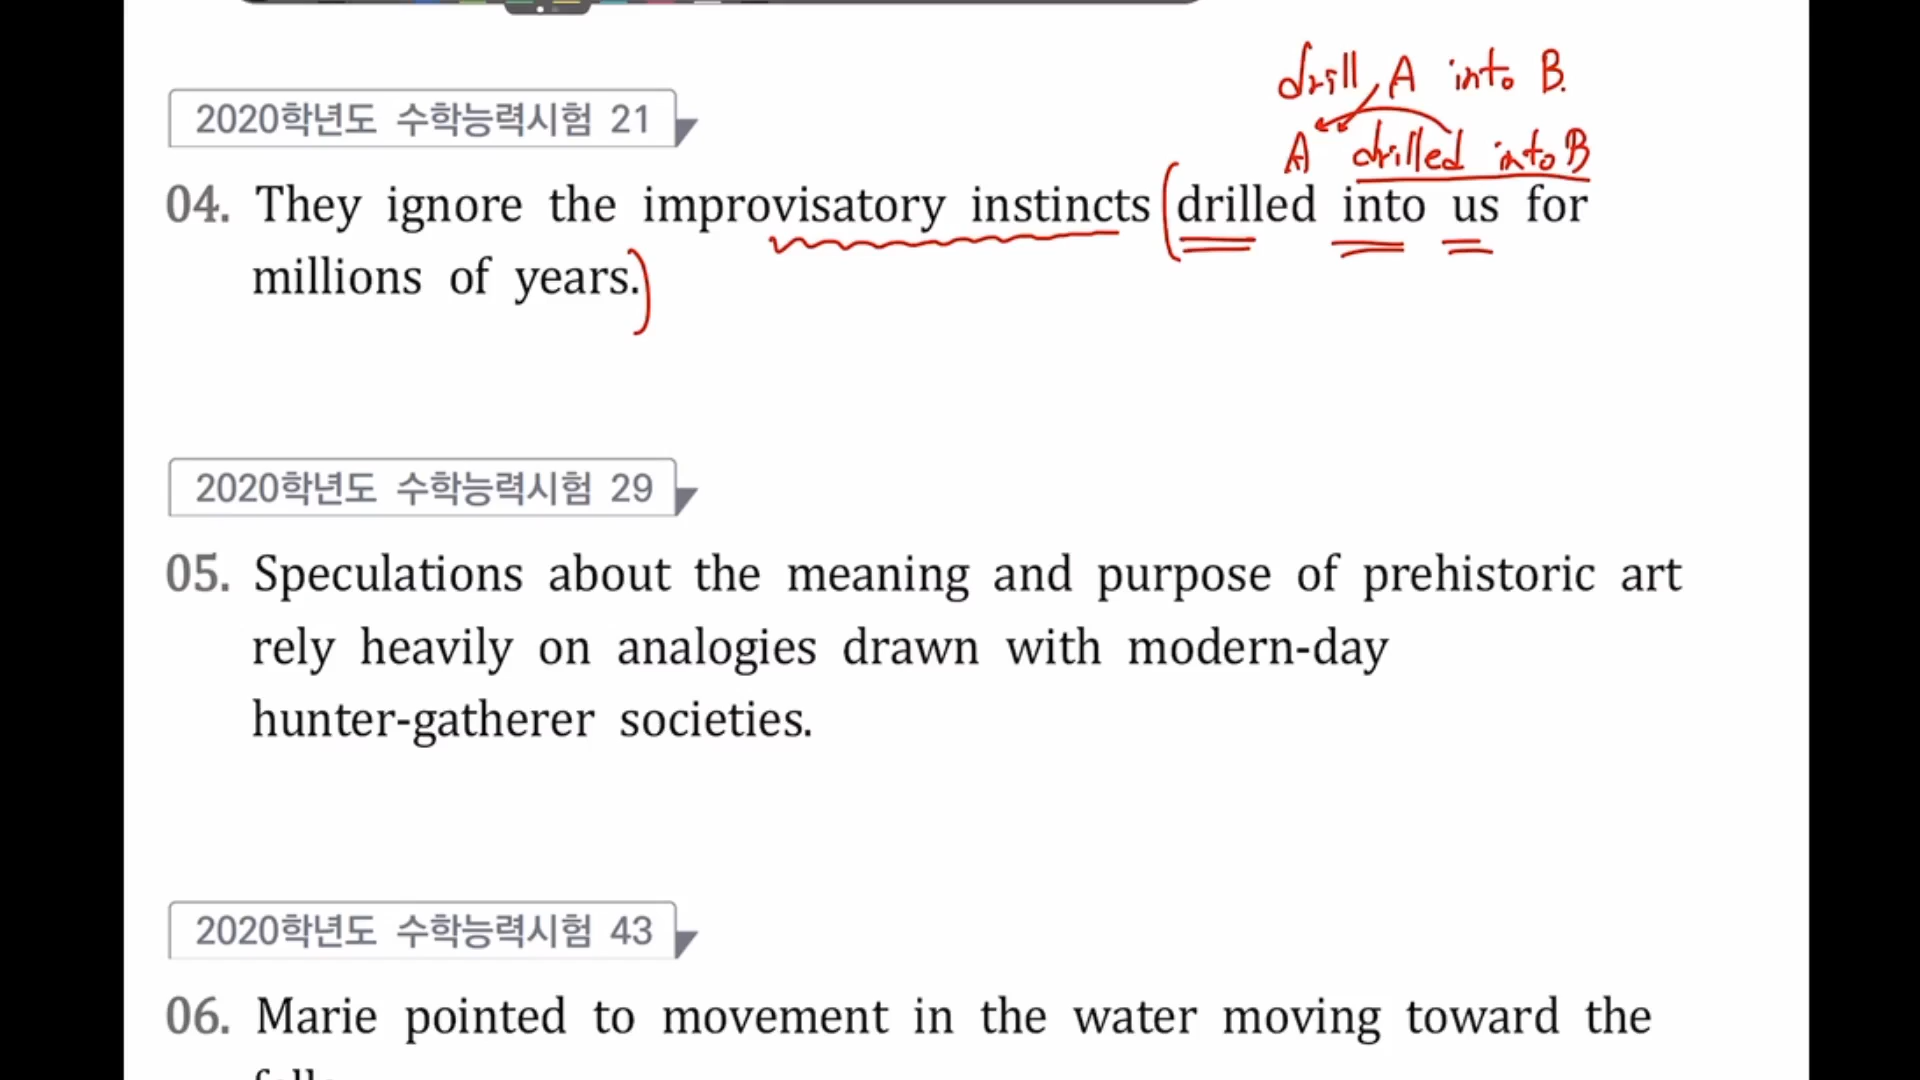 drill A into B.
A drilled into B
2020학년도 수학능력시험 21
04. They ignore the improvisatory instincts (drilled into us for
millions of years.)
2020학년도 수학능력시험 29
05. Speculations about the meaning and purpose of prehistoric art
rely heavily on analogies drawn with modern-day
hunter-gatherer societies.
2020학년도 수학능력시험 43
06. Marie pointed to movement in the water moving toward the